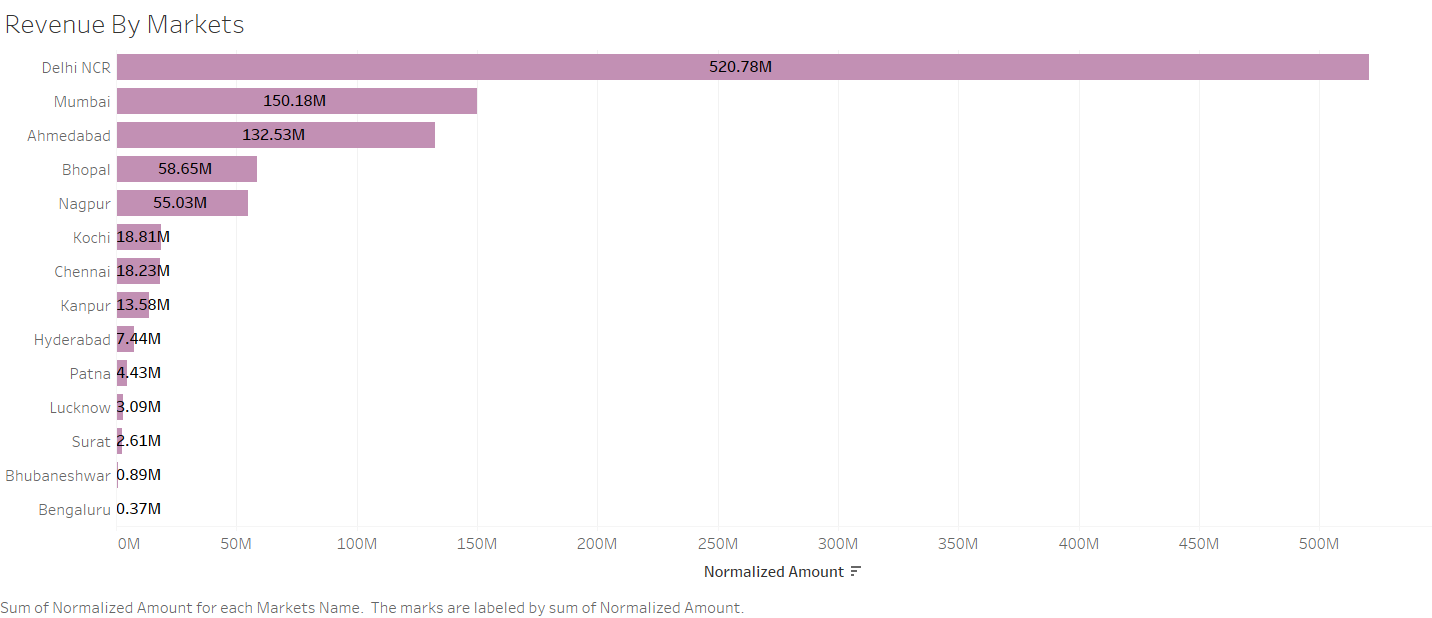 Revenue By Markets
Delhi NCR 520.78M
Mumbai 150.18M
Ahmedabad 132.53M
Bhopal 58.65M
Nagpur 55.03M
Kochi 18.81M
Chennai 18.23M
Kanpur 13.58M
Hyderabad 7.44M
Patna 4.43M
Lucknow 3.09M
Surat 2.61M
Bhubaneshwar 0.89M
Bengaluru 0.37M
0M 50M 100M 150M 200M 250M 300M 350M 400M 450M 500M
Normalized Amount
Sum of Normalized Amount for each Markets Name. The marks are labeled by sum of Normalized Amount.